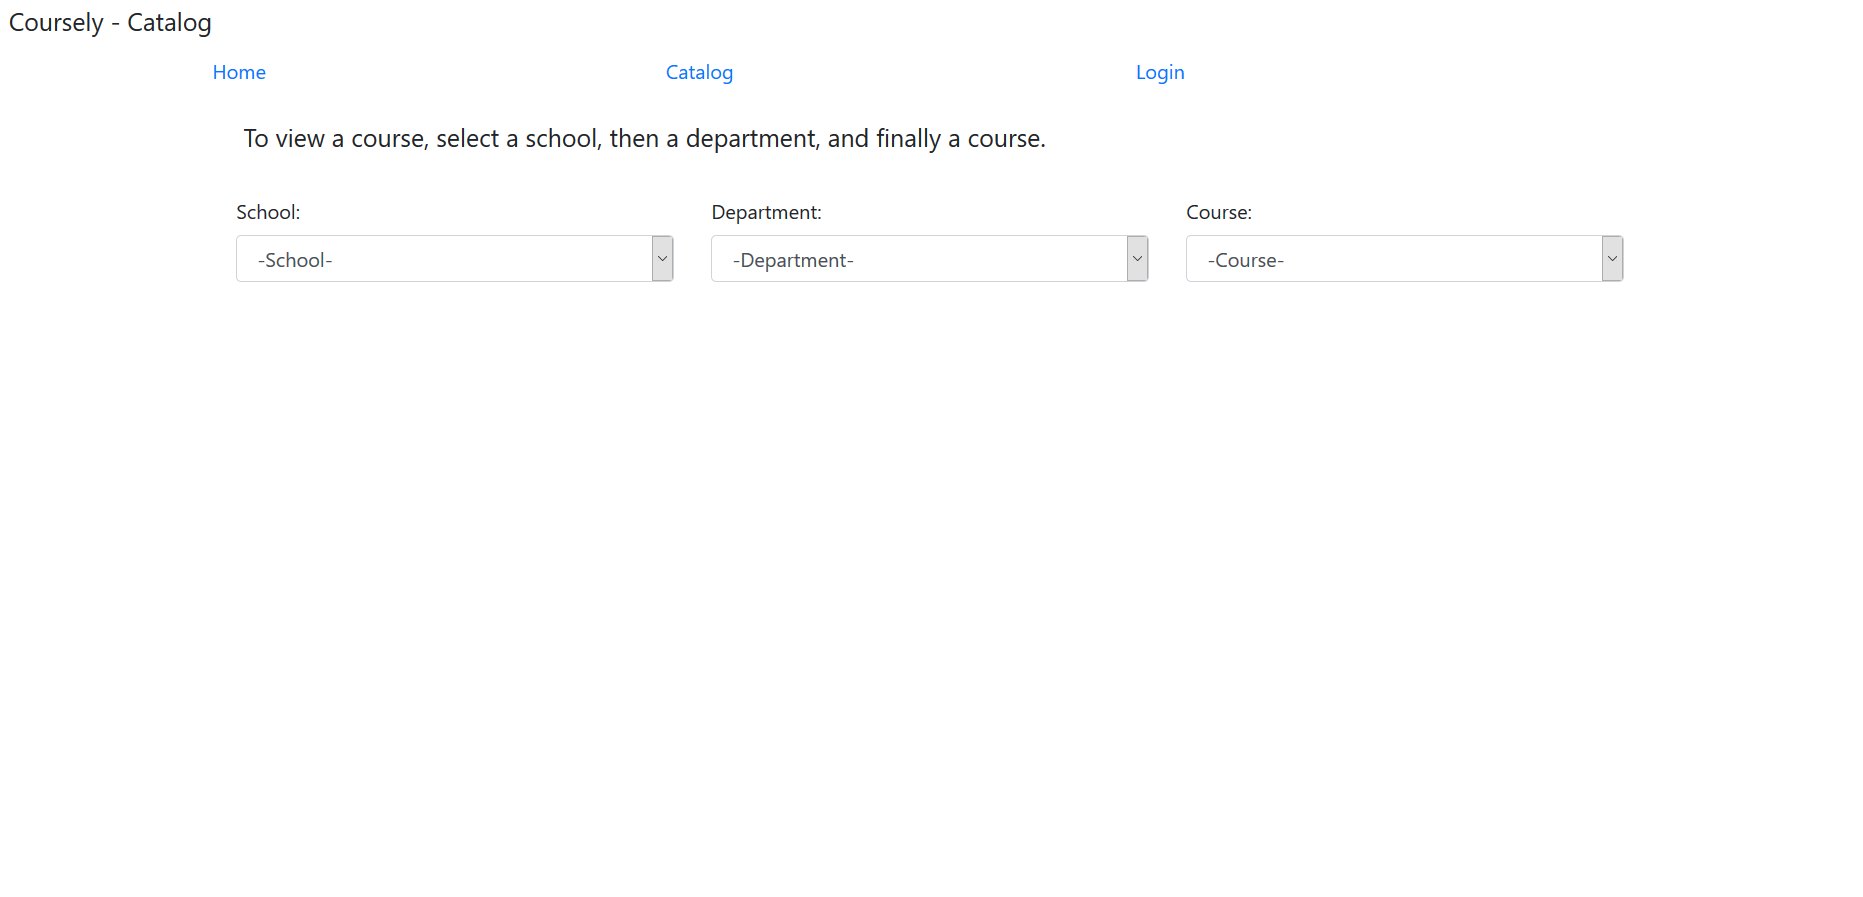 Coursely - Catalog
Home Catalog Login
To view a course, select a school, then a department, and finally a course.
School: Department: Course:
-School- -Department- -Course-